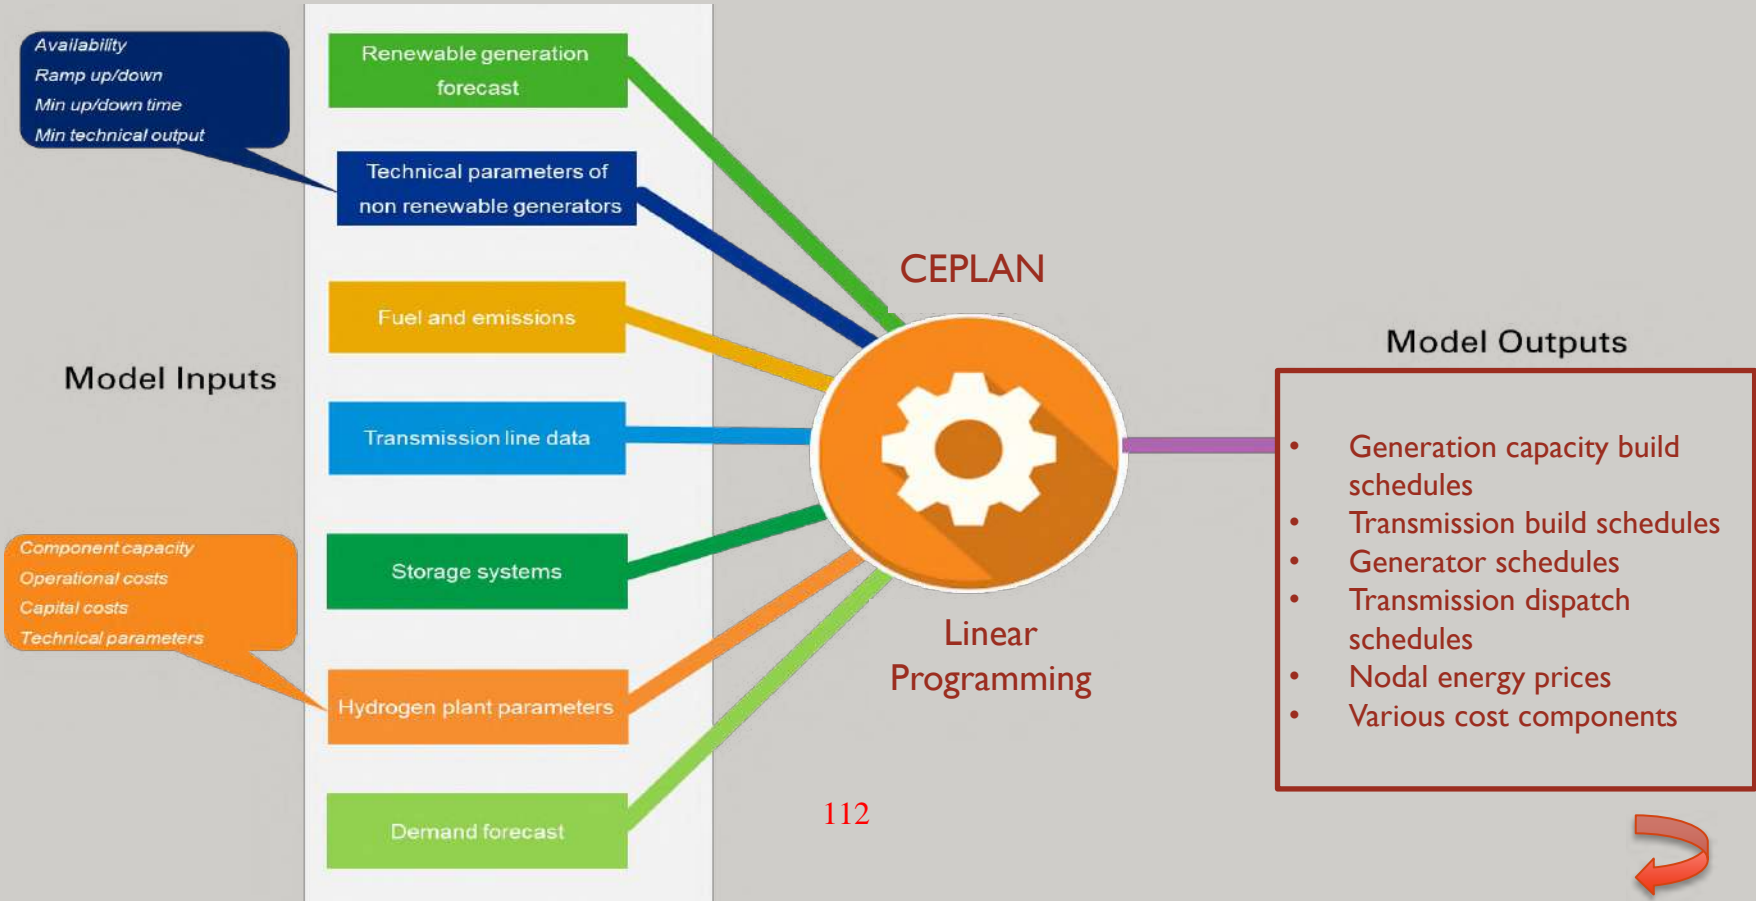 Availability
Ramp up/down
Min up/down time
Min technical output
Renewable generation
forecast
Technical parameters of
non renewable generators
Fuel and emissions
Model Inputs
Transmission line data
Component capacity
Operational costs
Capital costs
Technical parameters
Storage systems
Hydrogen plant parameters
Demand forecast
CEPLAN
Linear
Programming
112
Model Outputs
• Generation capacity build
schedules
• Transmission build schedules
• Generator schedules
• Transmission dispatch
schedules
• Nodal energy prices
• Various cost components